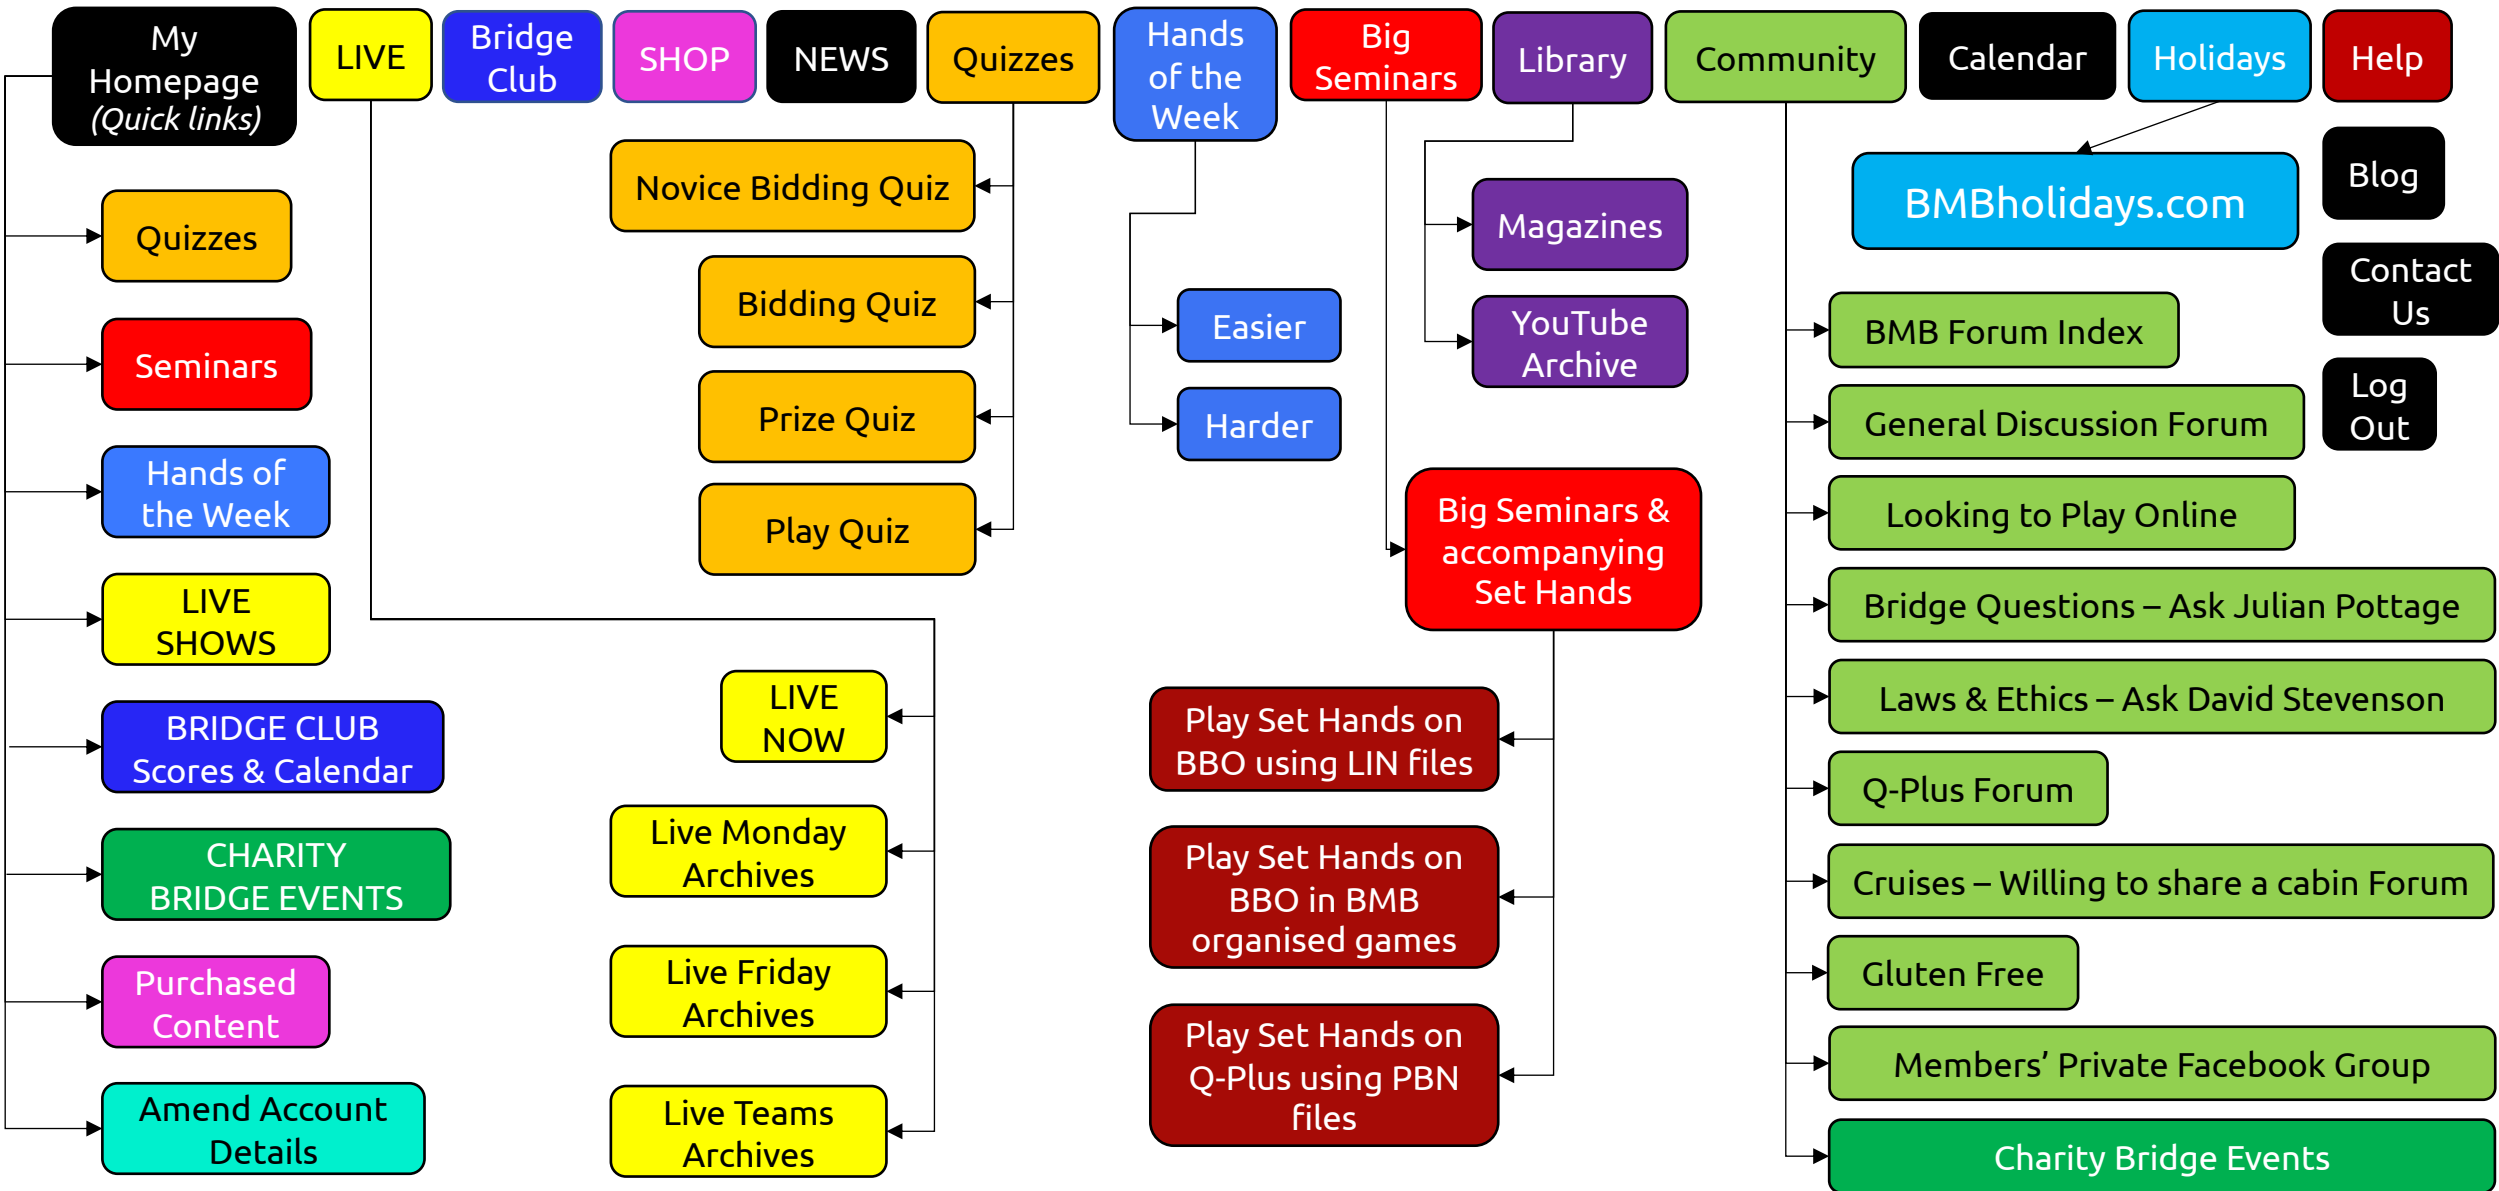 My
Homepage
(Quick links)
LIVE
Bridge
Club
SHOP
NEWS
Quizzes
Hands
of the
Week
Big
Seminars
Library
Community
Calendar
Holidays
Help
Quizzes
Seminars
Hands of
the Week
LIVE
SHOWS
BRIDGE CLUB
Scores & Calendar
CHARITY
BRIDGE EVENTS
Purchased
Content
Amend Account
Details
Novice Bidding Quiz
Bidding Quiz
Prize Quiz
Play Quiz
LIVE
NOW
Live Monday
Archives
Live Friday
Archives
Live Teams
Archives
Easier
Harder
Magazines
YouTube
Archive
Big Seminars &
accompanying
Set Hands
Play Set Hands on
BBO using LIN files
Play Set Hands on
BBO in BMB
organised games
Play Set Hands on
Q-Plus using PBN
files
BMBholidays.com
BMB Forum Index
General Discussion Forum
Looking to Play Online
Bridge Questions – Ask Julian Pottage
Laws & Ethics – Ask David Stevenson
Q-Plus Forum
Cruises – Willing to share a cabin Forum
Gluten Free
Members’ Private Facebook Group
Charity Bridge Events
Blog
Contact
Us
Log
Out